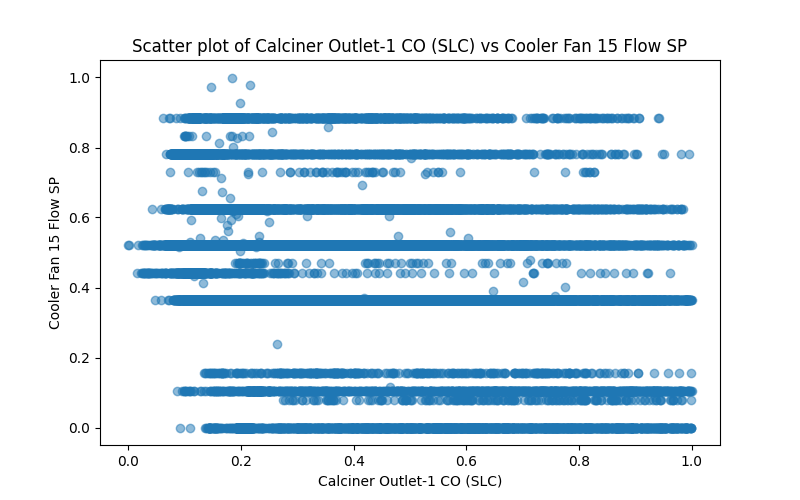 Scatter plot of Calciner Outlet-1 CO (SLC) vs Cooler Fan 15 Flow SP
1.0
0.8
0.6
0.4
0.2
0.0
Cooler Fan 15 Flow SP
0.0 0.2 0.4 0.6 0.8 1.0
Calciner Outlet-1 CO (SLC)